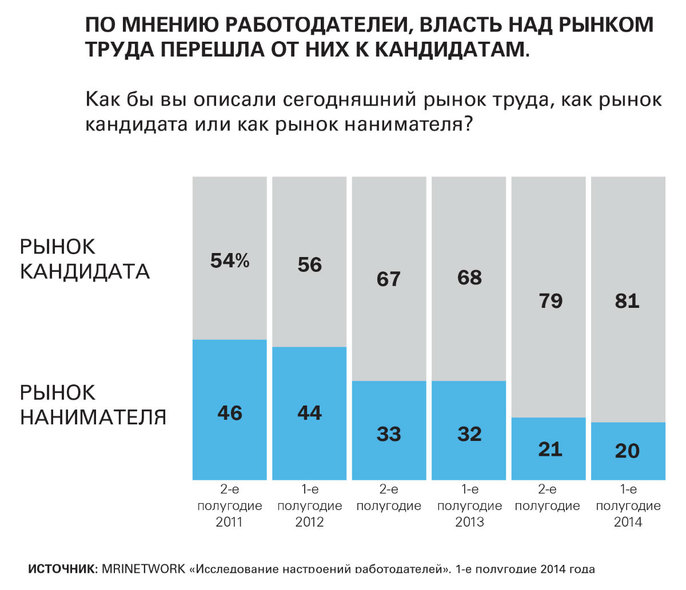 ПО МНЕНИЮ РАБОТОДАТЕЛЕИ, ВЛАСТЬ НАД РЫНКОМ
ТРУДА ПЕРЕШЛА ОТ НИХ К КАНДИДАТАМ.
Как бы вы описали сегодняшний рынок труда, как рынок
кандидата или как рынок нанимателя?
РЫНОК
КАНДИДАТА
54% 56 67 68 79 81
РЫНОК
НАНИМАТЕЛЯ
46 44 33 32 21 20
2-е 1-е 2-е 1-е 2-е 1-е
полугодие полугодие полугодие полугодие полугодие полугодие
2011 2012 2013 2014
ИСТОЧНИК: MRINETWORK «Исследование настроений работодателей». 1-е полугодие 2014 года